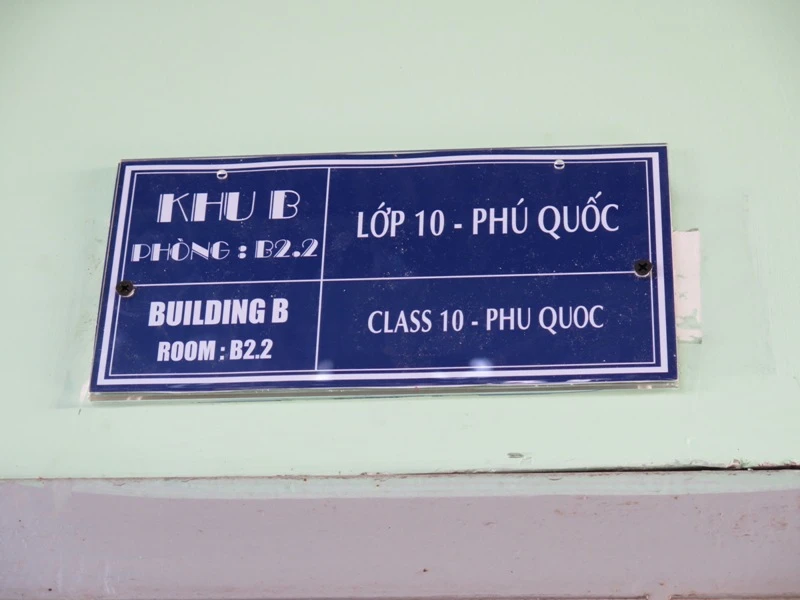 KHU B
PHÒNG : B2.2
LỚP 10 - PHÚ QUỐC
BUILDING B
ROOM : B2.2
CLASS 10 - PHU QUOC